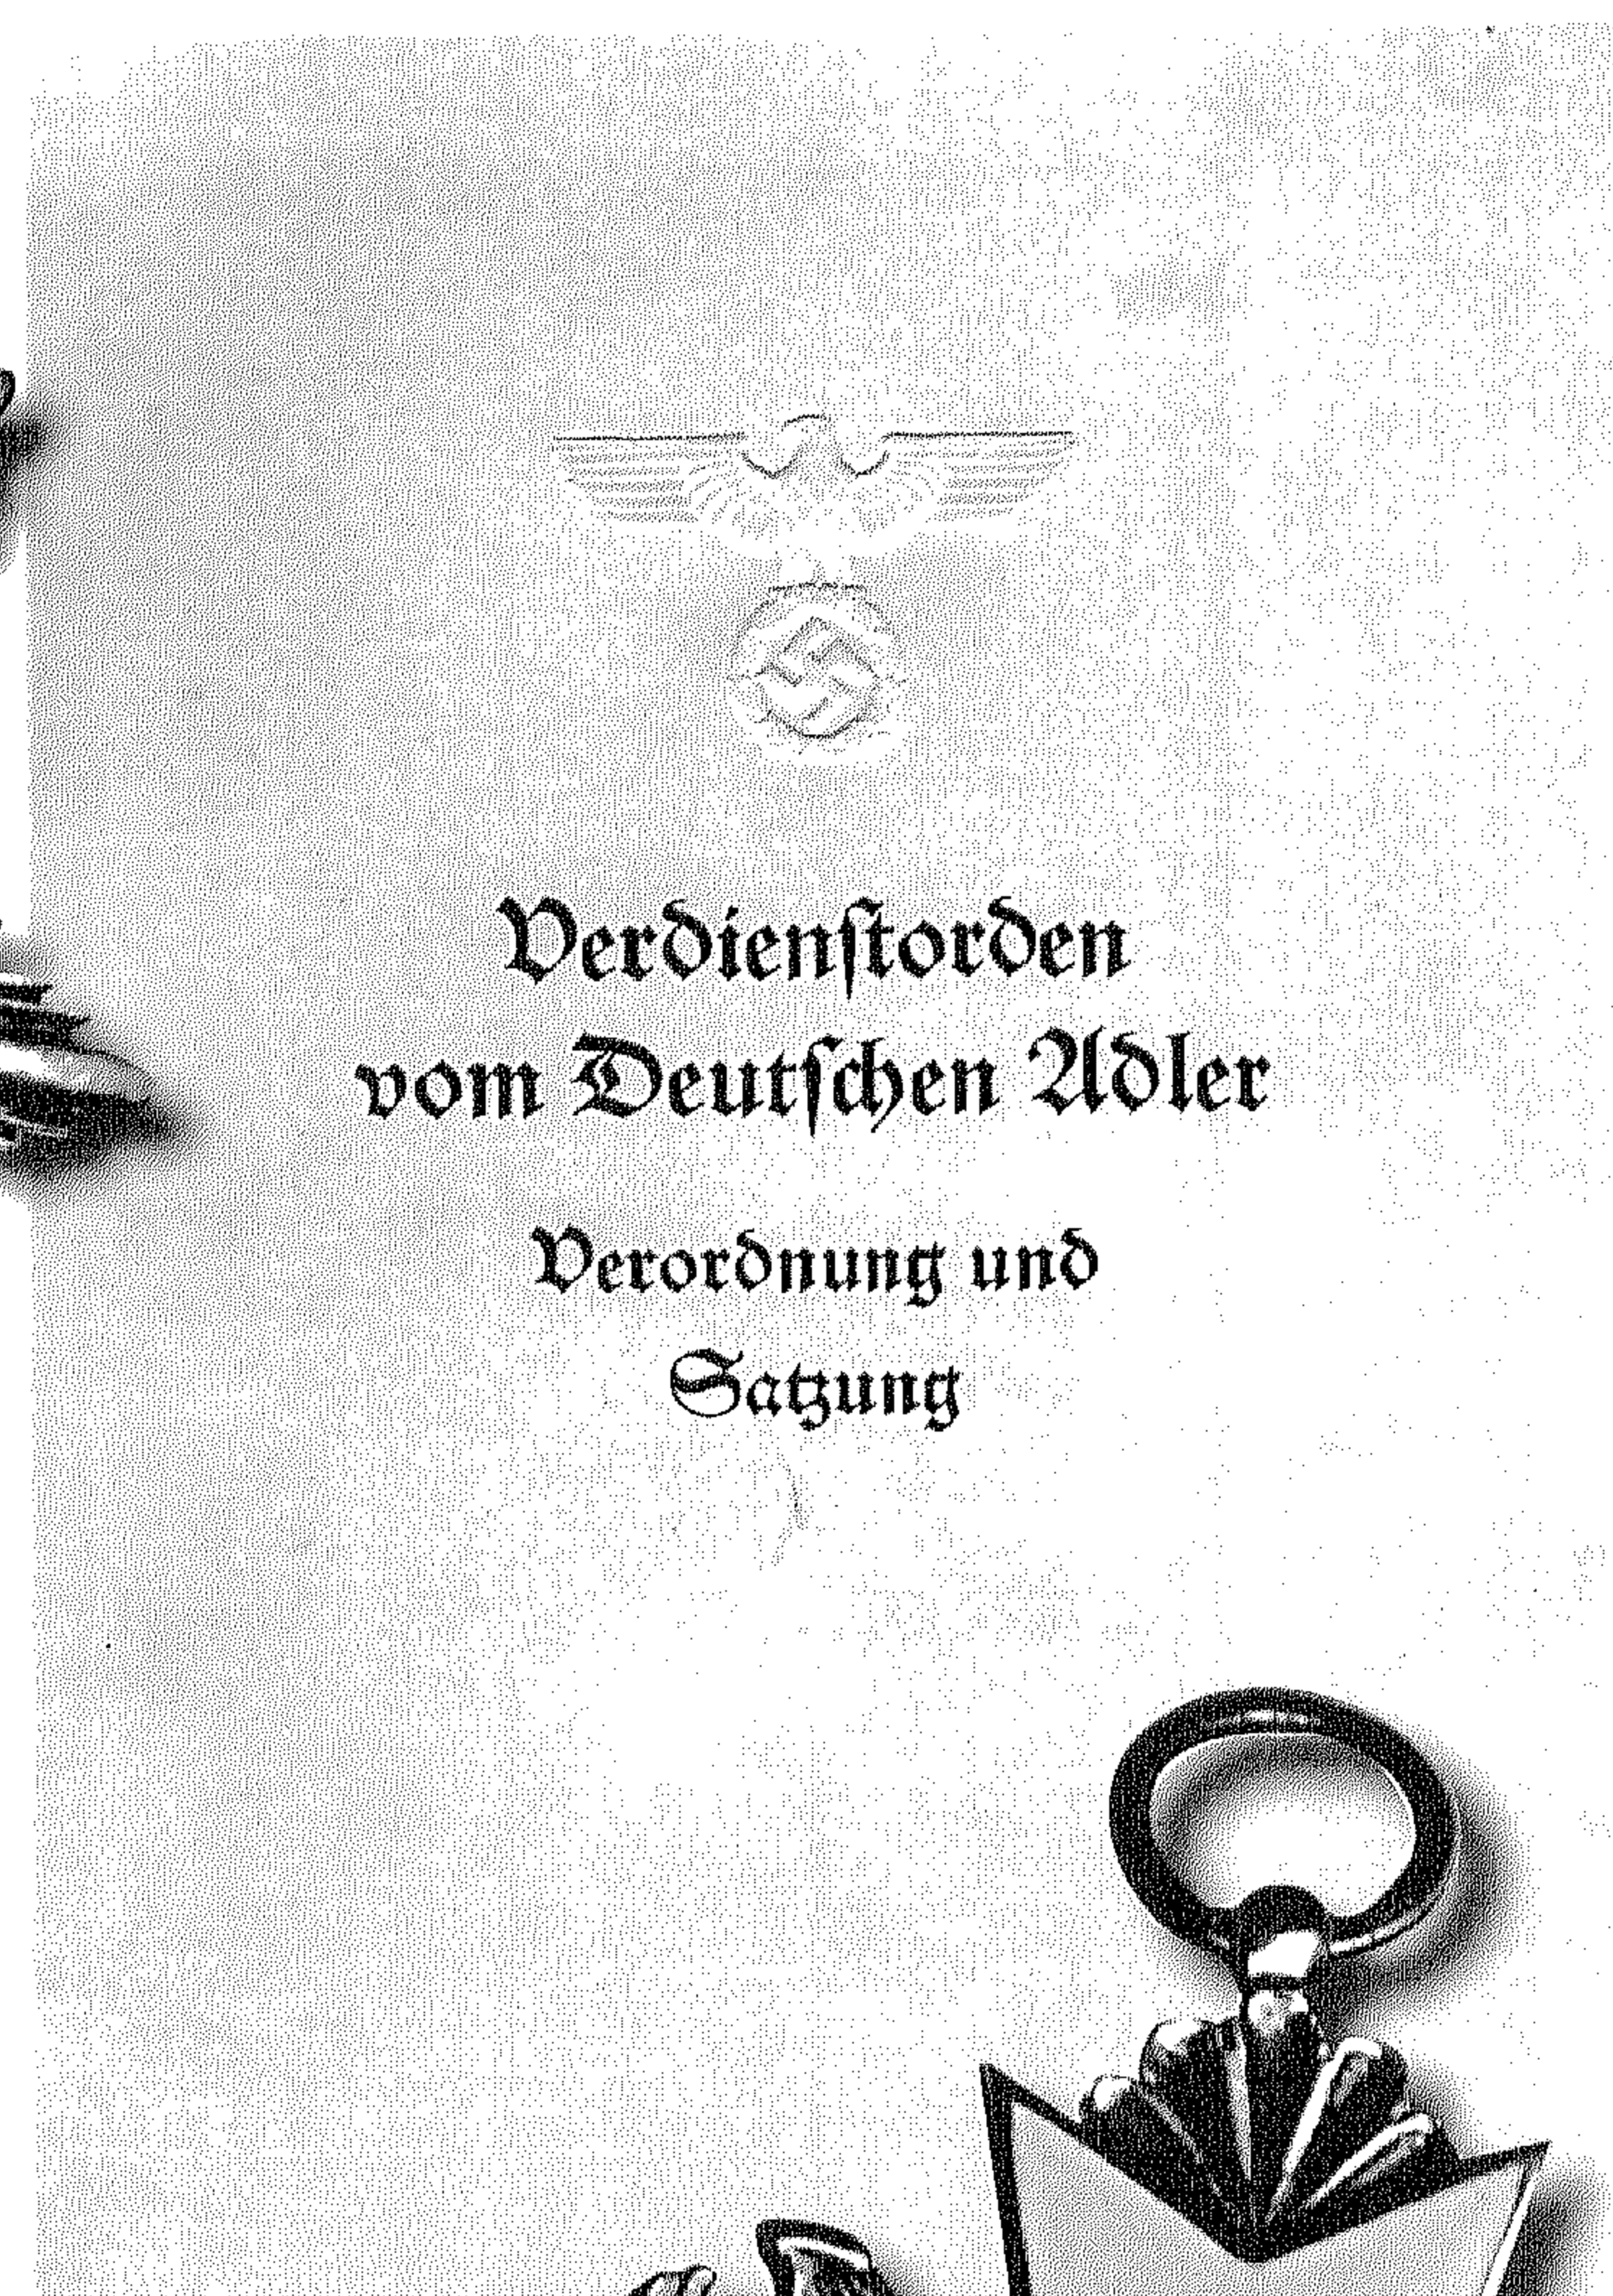 Verdienſtorden
vom Deutſchen Adler
Verordnung und
Satzung